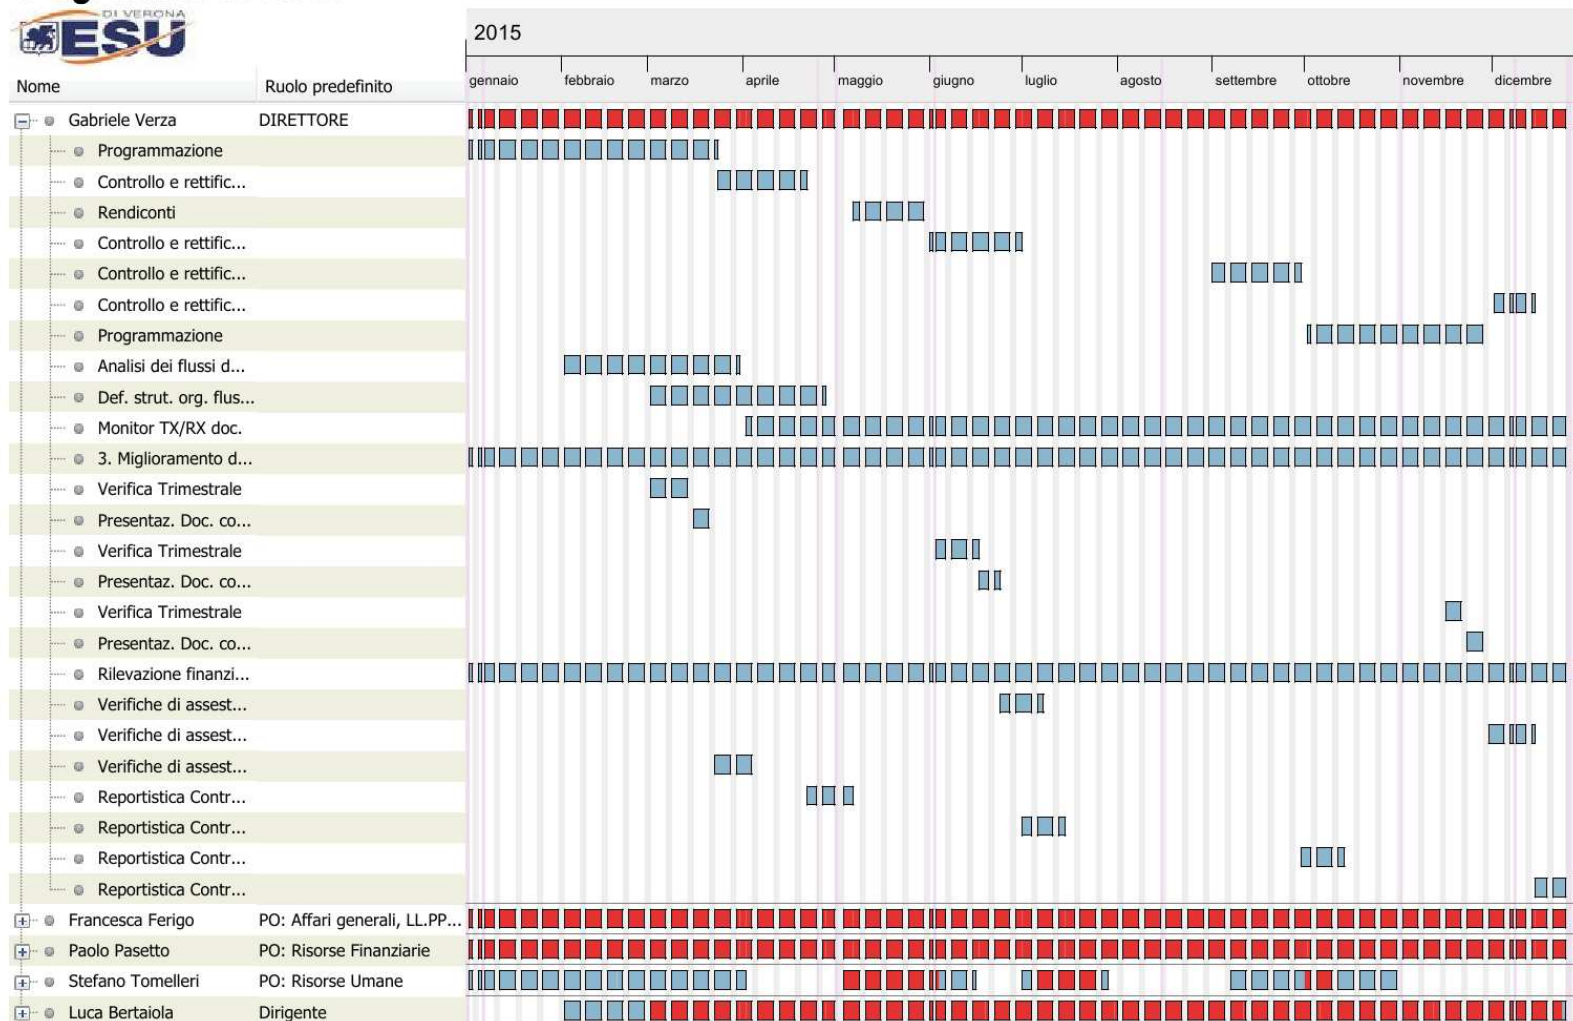 DI VERONA
ESU
2015
Nome Ruolo predefinito gennaio febbraio marzo aprile maggio giugno luglio agosto settembre ottobre novembre dicembre
Gabriele Verza DIRETTORE
Programmazione
Controllo e rettific...
Rendiconti
Controllo e rettific...
Controllo e rettific...
Controllo e rettific...
Programmazione
Analisi dei flussi d...
Def. strut. org. flus...
Monitor TX/RX doc.
3. Miglioramento d...
Verifica Trimestrale
Presentaz. Doc. co...
Verifica Trimestrale
Presentaz. Doc. co...
Verifica Trimestrale
Presentaz. Doc. co...
Rilevazione finanzi...
Verifiche di assest...
Verifiche di assest...
Verifiche di assest...
Reportistica Contr...
Reportistica Contr...
Reportistica Contr...
Reportistica Contr...
Francesca Ferigo PO: Affari generali, LL.PP...
Paolo Pasetto PO: Risorse Finanziarie
Stefano Tomelleri PO: Risorse Umane
Luca Bertaiola Dirigente